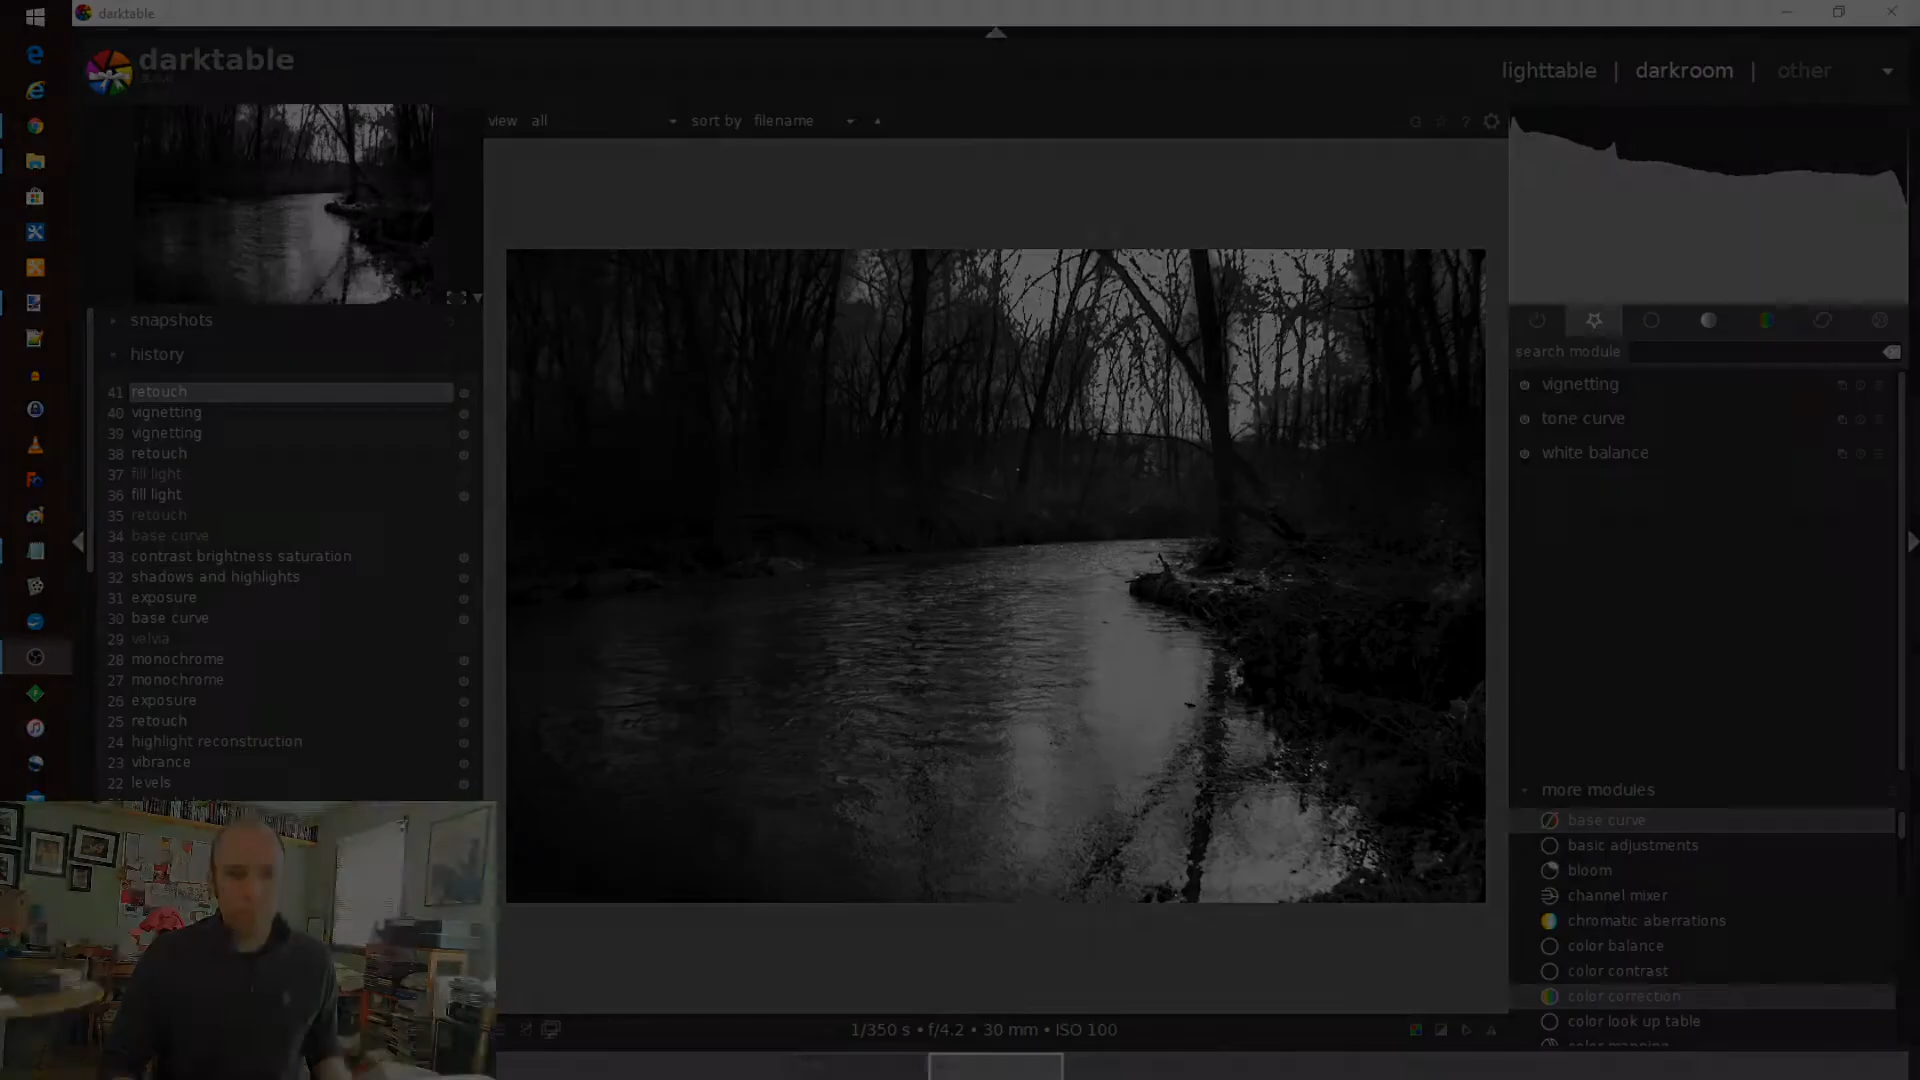 darktable
darktable
lighttable | darkroom | other
view all sort by filename
snapshots
history
41 retouch
40 vignetting
39 vignetting
38 retouch
37 fill light
36 fill light
35 retouch
34 base curve
33 contrast brightness saturation
32 shadows and highlights
31 exposure
30 base curve
29 velvia
28 monochrome
27 monochrome
26 exposure
25 retouch
24 highlight reconstruction
23 vibrance
22 levels
search module
vignetting
tone curve
white balance
more modules
base curve
basic adjustments
bloom
channel mixer
chromatic aberrations
color balance
color contrast
color correction
color look up table
color mapping
1/350 s • f/4.2 • 30 mm • ISO 100